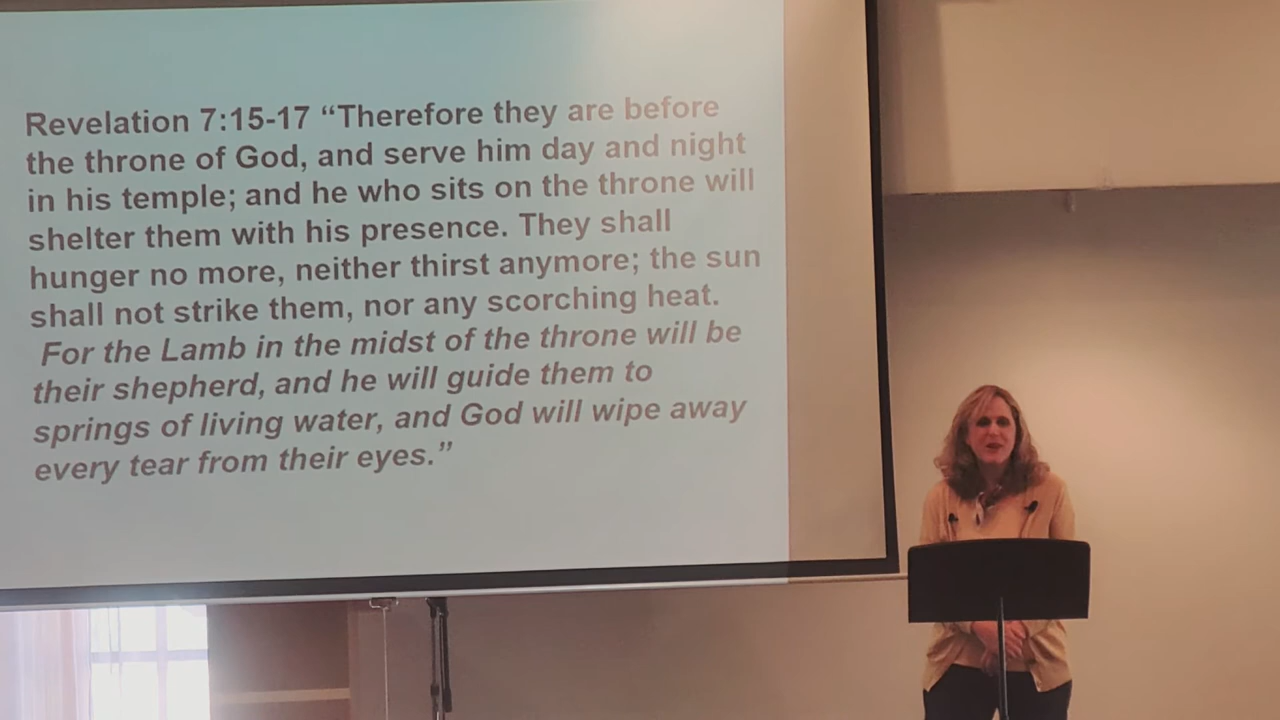 Revelation 7:15-17 “Therefore they are before
the throne of God, and serve him day and night
in his temple; and he who sits on the throne will
shelter them with his presence. They shall
hunger no more, neither thirst anymore; the sun
shall not strike them, nor any scorching heat.
For the Lamb in the midst of the throne will be
their shepherd, and he will guide them to
springs of living water, and God will wipe away
every tear from their eyes.”